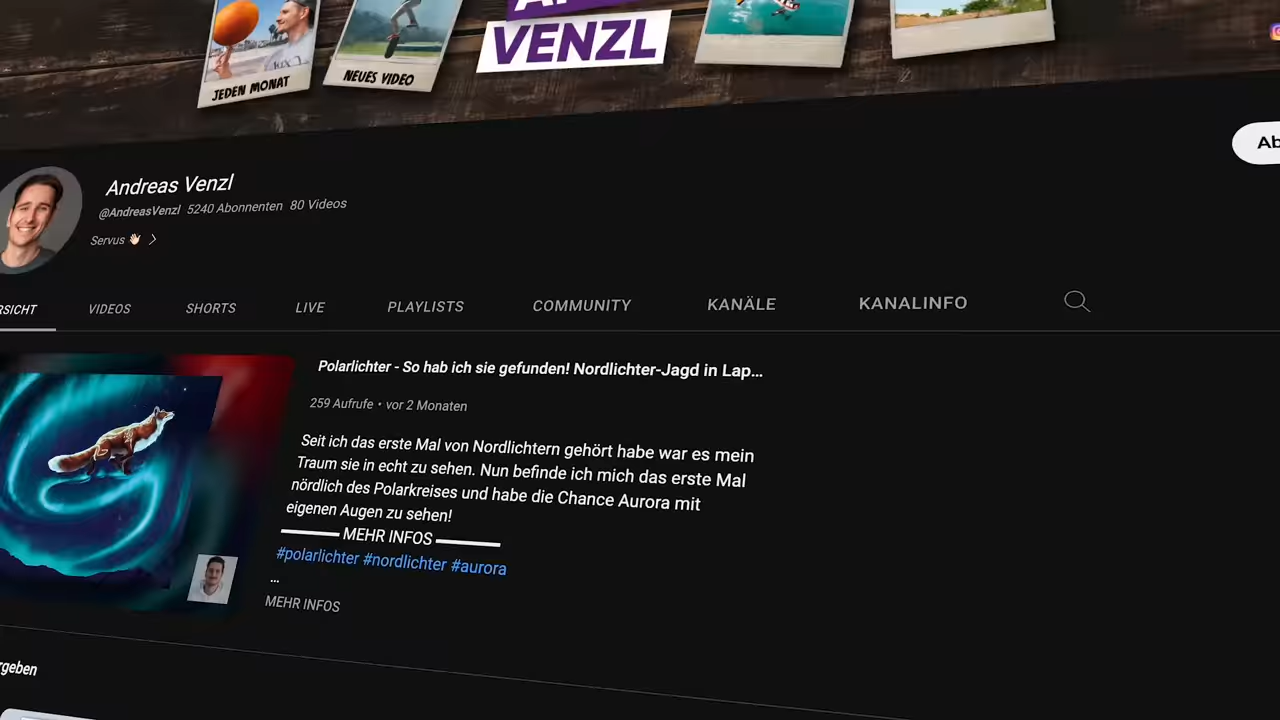 VENZL
JEDEN MONAT
NEUES VIDEO
Andreas Venzl
@AndreasVenzl 5240 Abonnenten 80 Videos
Servus 👋🏻 >
RSICHT VIDEOS SHORTS LIVE PLAYLISTS COMMUNITY KANÄLE KANALINFO
Ab
Polarlichter - So hab ich sie gefunden! Nordlichter-Jagd in Lap...
259 Aufrufe • vor 2 Monaten
Seit ich das erste Mal von Nordlichtern gehört habe war es mein
Traum sie in echt zu sehen. Nun befinde ich mich das erste Mal
nördlich des Polarkreises und habe die Chance Aurora mit
eigenen Augen zu sehen!
▬▬▬▬ MEHR INFOS ▬▬▬▬
#polarlichter #nordlichter #aurora
...
MEHR INFOS
rgeben